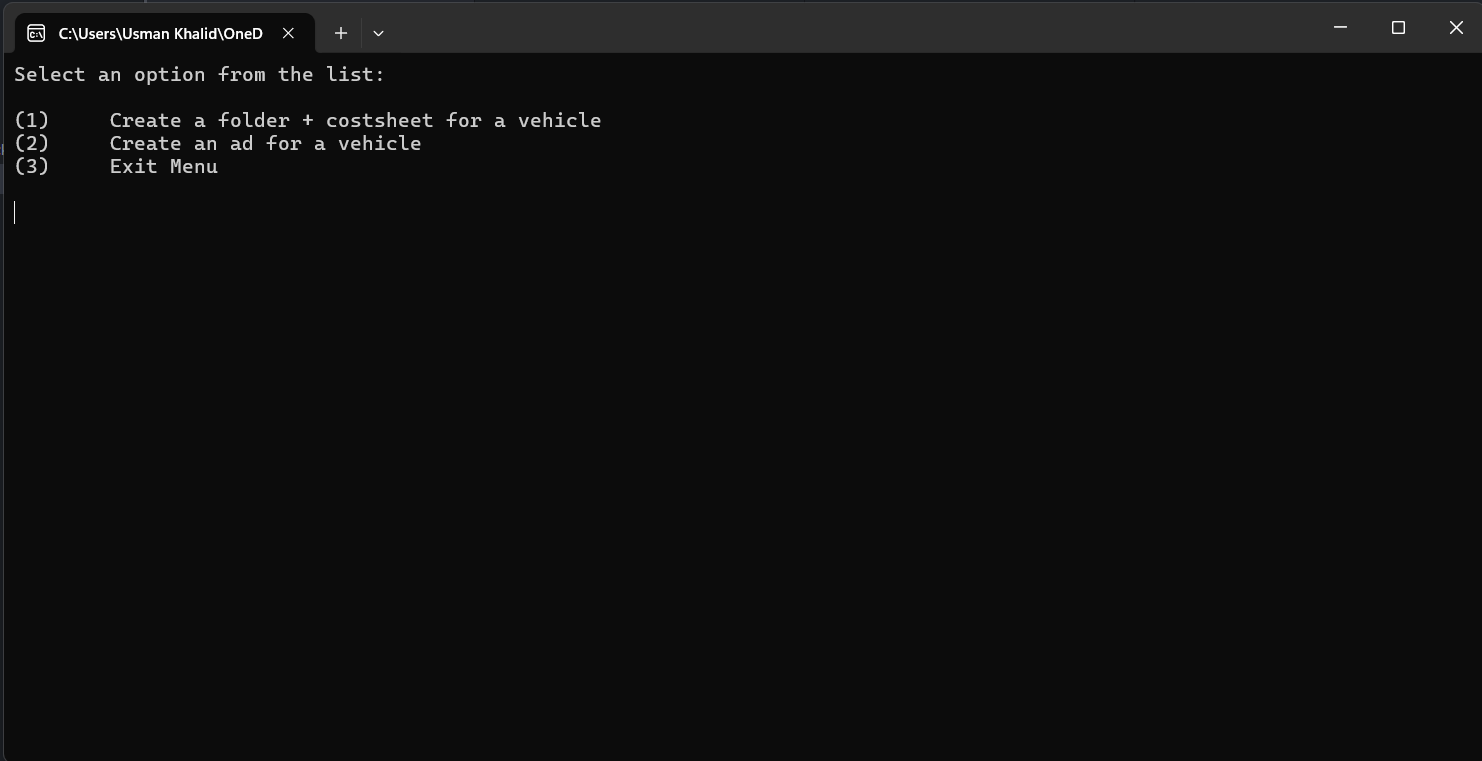 C:\Users\Usman Khalid\OneD
Select an option from the list:
(1) Create a folder + costsheet for a vehicle
(2) Create an ad for a vehicle
(3) Exit Menu